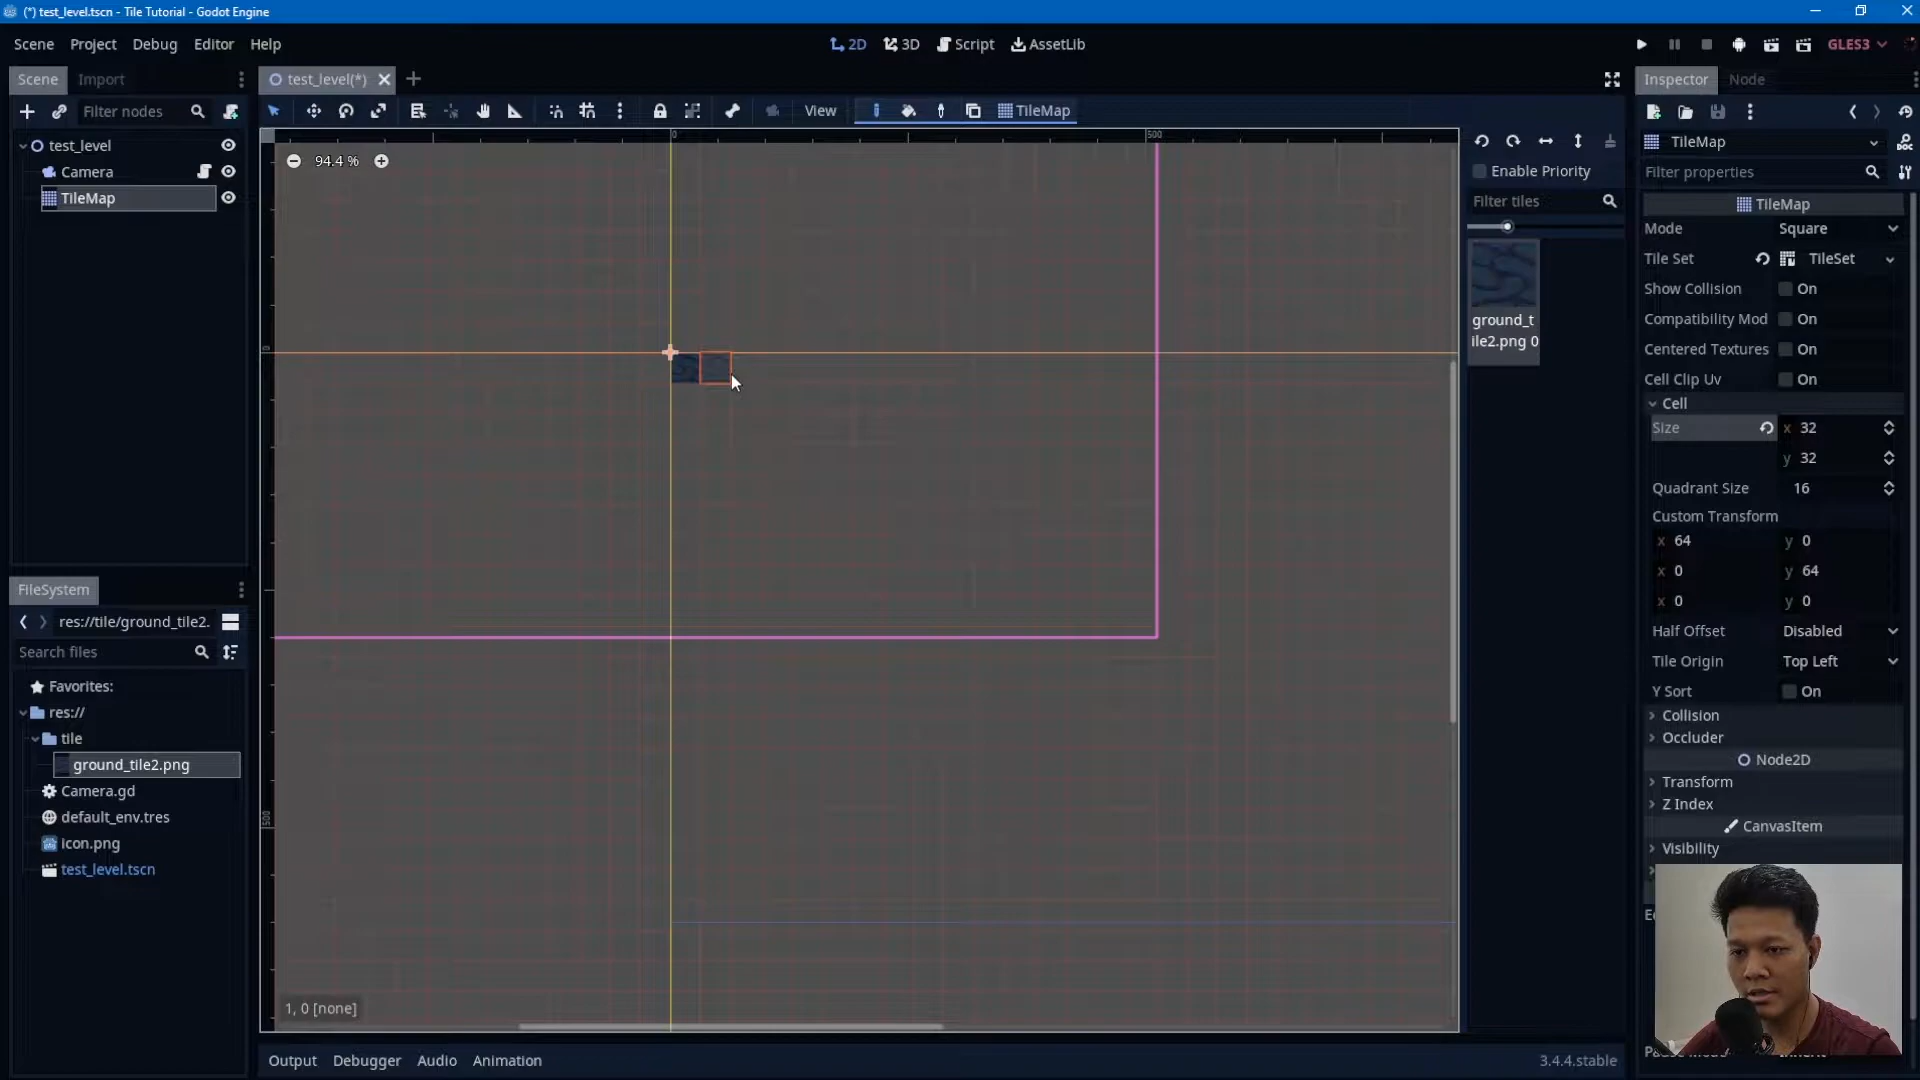 (*) test_level.tscn - Tile Tutorial - Godot Engine
Scene Project Debug Editor Help
2D 3D Script AssetLib
GLES3
Scene Import
test_level(*)
Inspector Node
Filter nodes
View
TileMap
TileMap
test_level
Camera
TileMap
94.4 %
0
500
0
500
1, 0 [none]
Enable Priority
Filter tiles
ground_t
ile2.png 0
Filter properties
TileMap
Mode Square
Tile Set TileSet
Show Collision On
Compatibility Mod On
Centered Textures On
Cell Clip Uv On
Cell
Size x 32
y 32
Quadrant Size 16
Custom Transform
x 64 y 0
x 0 y 64
x 0 y 0
Half Offset Disabled
Tile Origin Top Left
Y Sort On
Collision
Occluder
Node2D
Transform
Z Index
CanvasItem
Visibility
FileSystem
res://tile/ground_tile2.
Search files
Favorites:
res://
tile
ground_tile2.png
Camera.gd
default_env.tres
icon.png
test_level.tscn
Output Debugger Audio Animation
3.4.4.stable